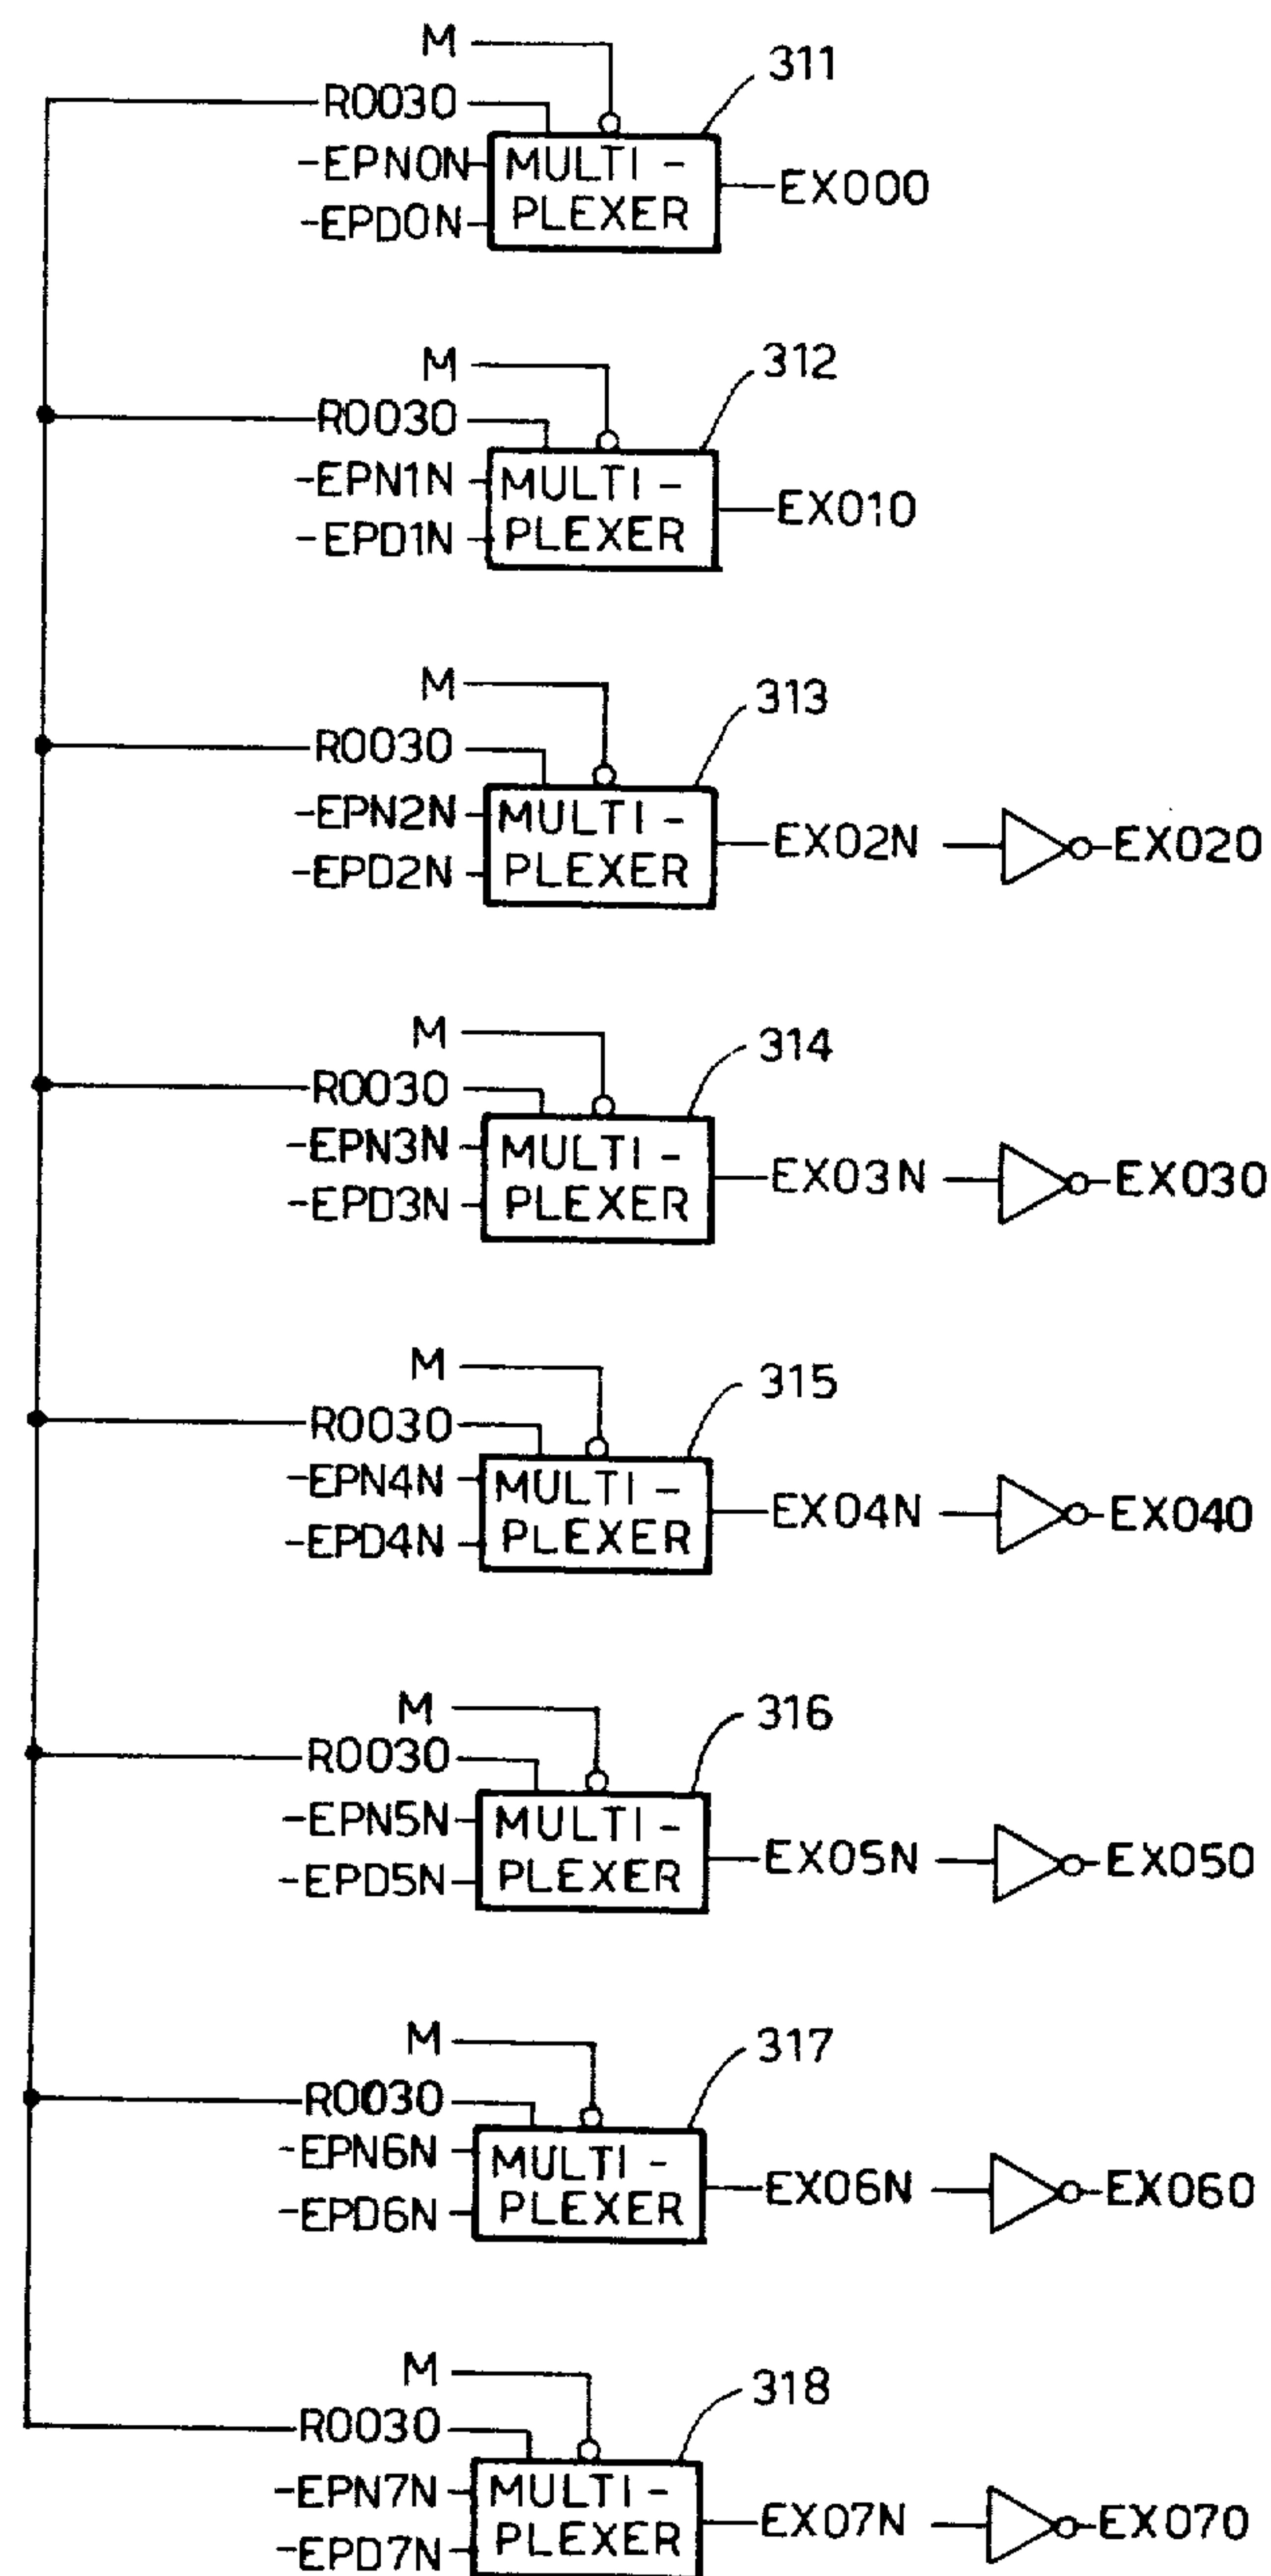 M
311
R0030
-EPN0N
MULTI-
EX000
-EPD0N
PLEXER
M
312
R0030
-EPN1N
MULTI-
EX010
-EPD1N
PLEXER
M
313
R0030
-EPN2N
MULTI-
EX02N
EX020
-EPD2N
PLEXER
M
314
R0030
-EPN3N
MULTI-
EX03N
EX030
-EPD3N
PLEXER
M
315
R0030
-EPN4N
MULTI-
EX04N
EX040
-EPD4N
PLEXER
M
316
R0030
-EPN5N
MULTI-
EX05N
EX050
-EPD5N
PLEXER
M
317
R0030
-EPN6N
MULTI-
EX06N
EX060
-EPD6N
PLEXER
M
318
R0030
-EPN7N
MULTI-
EX07N
EX070
-EPD7N
PLEXER